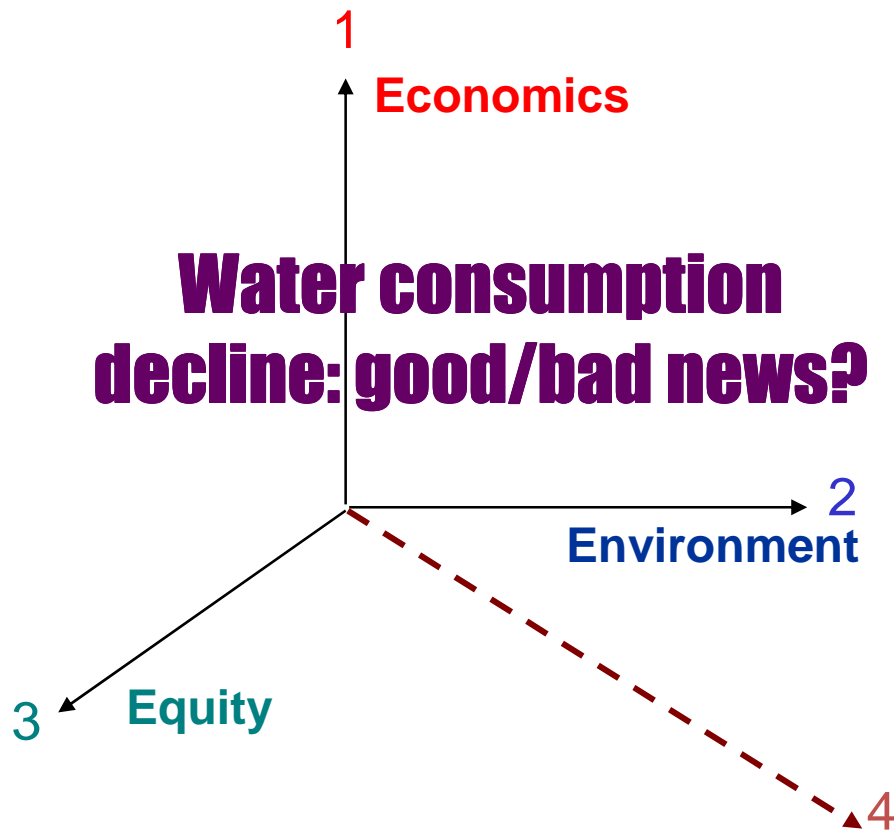 1
Economics
Water consumption
decline: good/bad news?
2
Environment
Equity
3
4